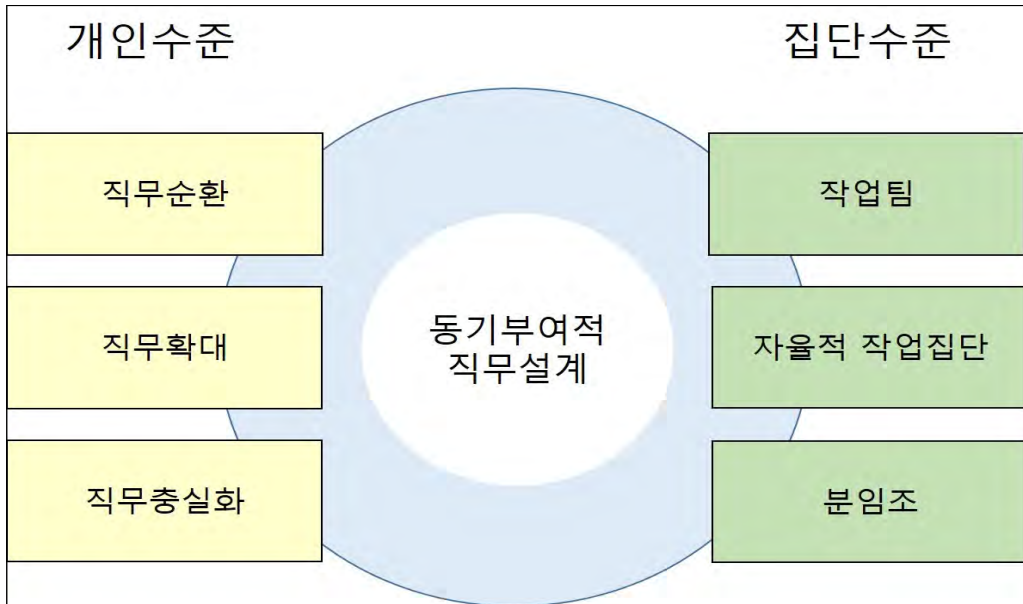 개인수준
집단수준
직무순환
작업팀
동기부여적
직무설계
직무확대
자율적 작업집단
직무충실화
분임조